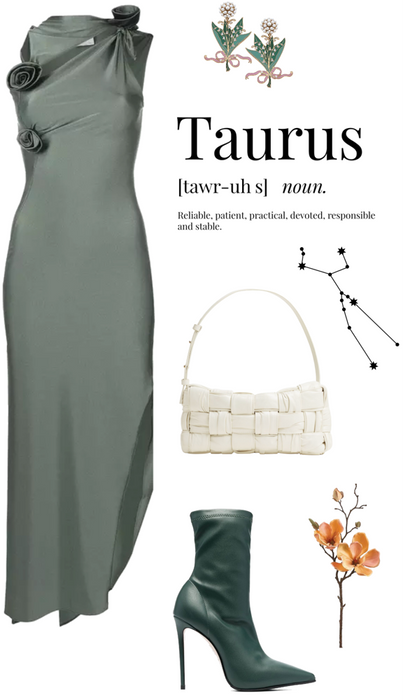 Taurus
[tawr-uh s] noun.
Reliable, patient, practical, devoted, responsible
and stable.